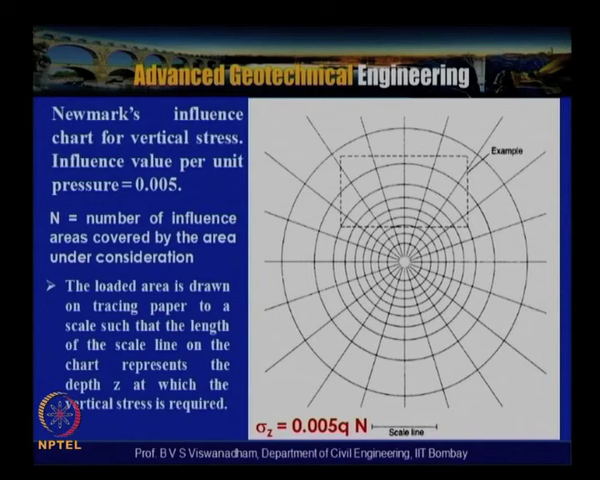 Advanced Geotechnical Engineering
Newmark's influence
chart for vertical stress.
Influence value per unit
pressure = 0.005.
N = number of influence
areas covered by the area
under consideration
➤ The loaded area is drawn
on tracing paper to a
scale such that the length
of the scale line on the
chart represents the
depth z at which the
vertical stress is required.
Example
σz = 0.005q N
Scale line
NPTEL
Prof. B V S Viswanadham, Department of Civil Engineering, IIT Bombay